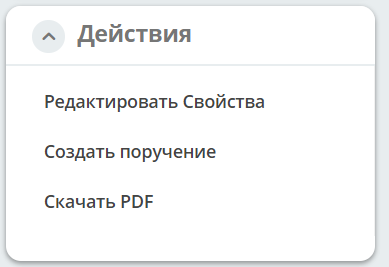 Действия
Редактировать Свойства
Создать поручение
Скачать PDF